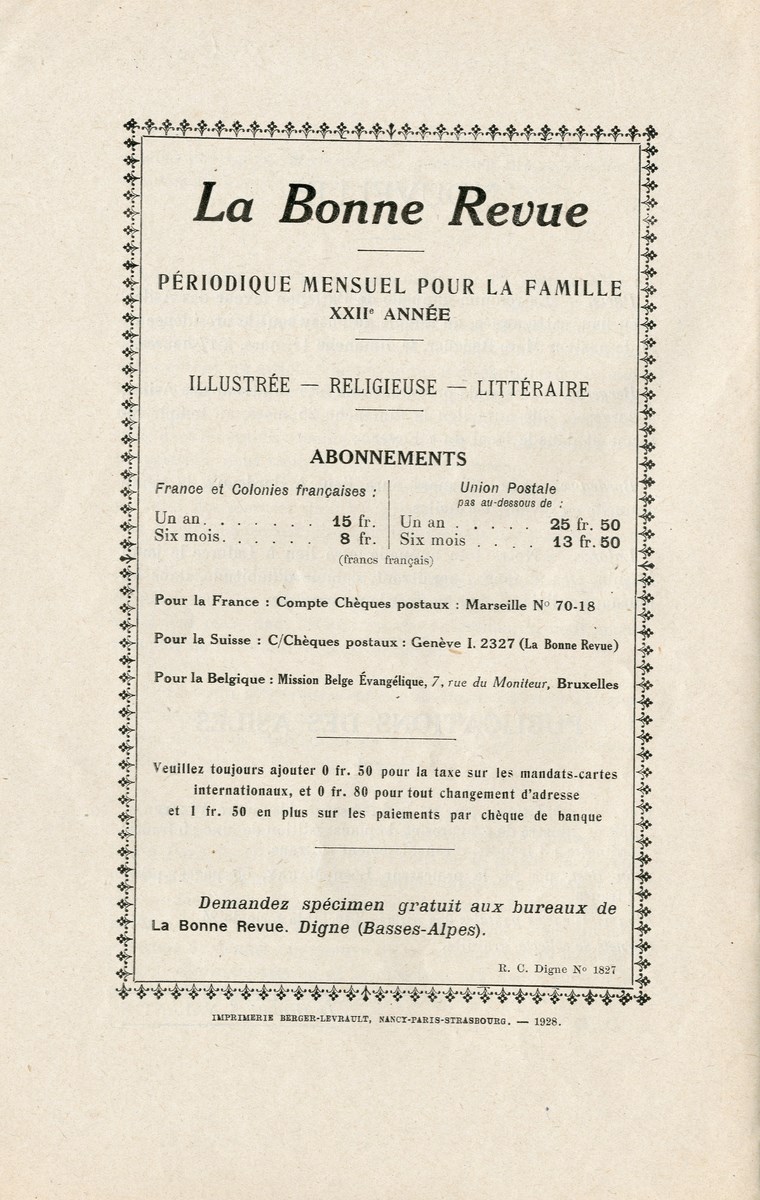 La Bonne Revue
PÉRIODIQUE MENSUEL POUR LA FAMILLE
XXIIe ANNÉE
ILLUSTRÉE — RELIGIEUSE — LITTÉRAIRE
ABONNEMENTS
France et Colonies françaises :
Un an. . . . . . . 15 fr.
Six mois. . . . . . 8 fr.
Union Postale
pas au-dessous de :
Un an . . . . . 25 fr. 50
Six mois . . . . 13 fr. 50
(francs français)
Pour la France : Compte Chèques postaux : Marseille No 70-18
Pour la Suisse : C/Chèques postaux : Genève I. 2327 (La Bonne Revue)
Pour la Belgique : Mission Belge Évangélique, 7, rue du Moniteur, Bruxelles
Veuillez toujours ajouter 0 fr. 50 pour la taxe sur les mandats-cartes
internationaux, et 0 fr. 80 pour tout changement d'adresse
et 1 fr. 50 en plus sur les paiements par chèque de banque
Demandez spécimen gratuit aux bureaux de
La Bonne Revue. Digne (Basses-Alpes).
R. C. Digne No 1827
IMPRIMERIE BERGER-LEVRAULT, NANCY-PARIS-STRASBOURG. — 1928.